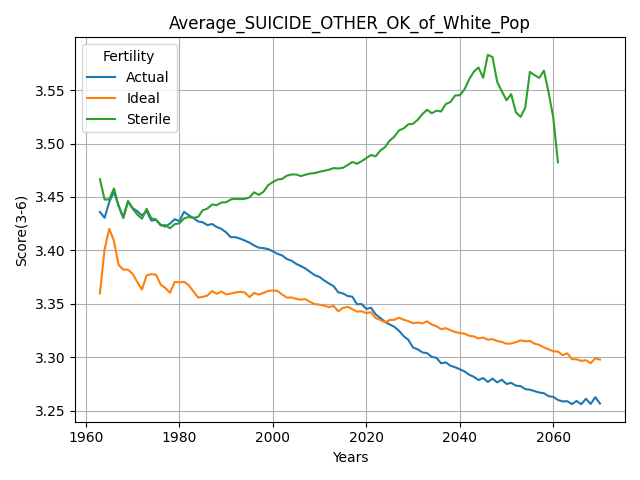 Average_SUICIDE_OTHER_OK_of_White_Pop
Fertility
Actual
Ideal
Sterile
Score(3-6)
3.55
3.50
3.45
3.40
3.35
3.30
3.25
1960 1980 2000 2020 2040 2060
Years